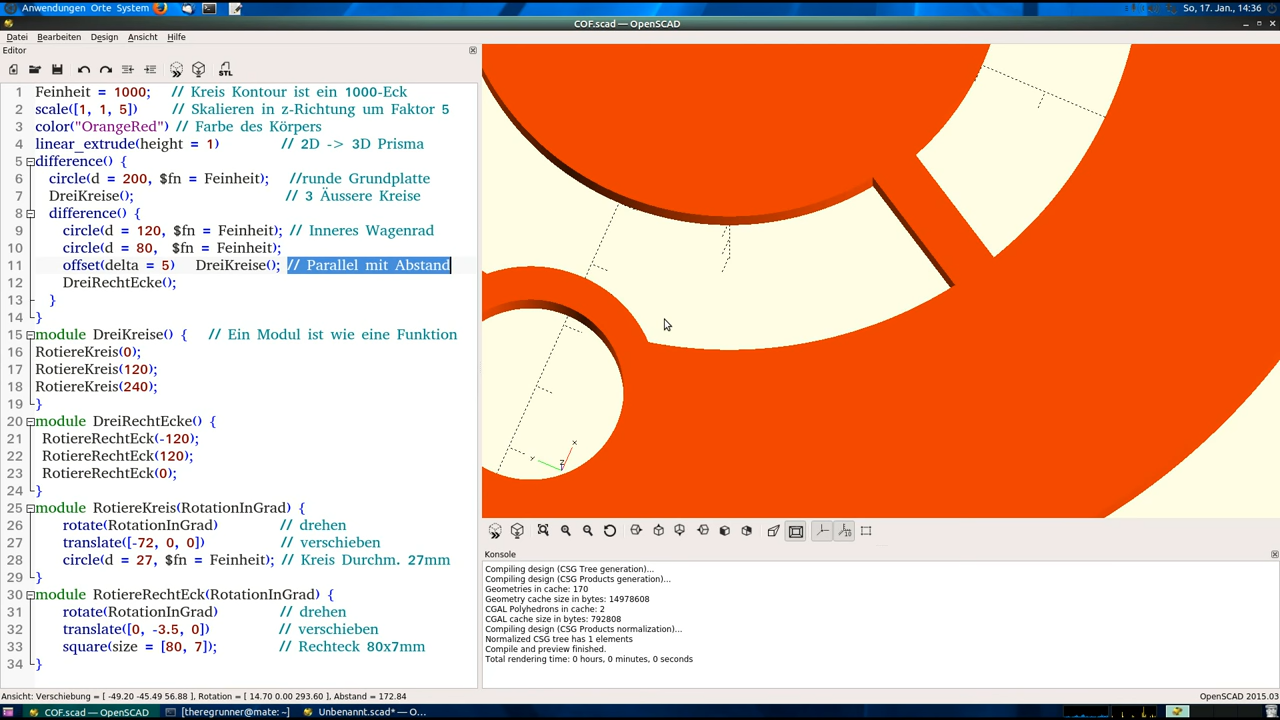 Anwendungen Orte System
So, 17. Jan., 14:36
COF.scad — OpenSCAD
Datei Bearbeiten Design Ansicht Hilfe
Editor
STL
1 Feinheit = 1000; // Kreis Kontour ist ein 1000-Eck
2 scale([1, 1, 5]) // Skalieren in z-Richtung um Faktor 5
3 color("OrangeRed") // Farbe des Körpers
4 linear_extrude(height = 1) // 2D -> 3D Prisma
5 difference() {
6 circle(d = 200, $fn = Feinheit); //runde Grundplatte
7 DreiKreise(); // 3 Äussere Kreise
8 difference() {
9 circle(d = 120, $fn = Feinheit); // Inneres Wagenrad
10 circle(d = 80, $fn = Feinheit);
11 offset(delta = 5) DreiKreise(); // Parallel mit Abstand
12 DreiRechtEcke();
13 }
14 }
15 module DreiKreise() { // Ein Modul ist wie eine Funktion
16 RotiereKreis(0);
17 RotiereKreis(120);
18 RotiereKreis(240);
19 }
20 module DreiRechtEcke() {
21 RotiereRechtEck(-120);
22 RotiereRechtEck(120);
23 RotiereRechtEck(0);
24 }
25 module RotiereKreis(RotationInGrad) {
26 rotate(RotationInGrad) // drehen
27 translate([-72, 0, 0]) // verschieben
28 circle(d = 27, $fn = Feinheit); // Kreis Durchm. 27mm
29 }
30 module RotiereRechtEck(RotationInGrad) {
31 rotate(RotationInGrad) // drehen
32 translate([0, -3.5, 0]) // verschieben
33 square(size = [80, 7]); // Rechteck 80x7mm
34 }
x
y
z
10
Konsole
Compiling design (CSG Tree generation)...
Compiling design (CSG Products generation)...
Geometries in cache: 170
Geometry cache size in bytes: 14978608
CGAL Polyhedrons in cache: 2
CGAL cache size in bytes: 792808
Compiling design (CSG Products normalization)...
Normalized CSG tree has 1 elements
Compile and preview finished.
Total rendering time: 0 hours, 0 minutes, 0 seconds
Ansicht: Verschiebung = [ -49.20 -45.49 56.88 ], Rotation = [ 14.70 0.00 293.60 ], Abstand = 172.84
OpenSCAD 2015.03
COF.scad — OpenSCAD
[theregrunner@mate: ~]
Unbenannt.scad* — O...